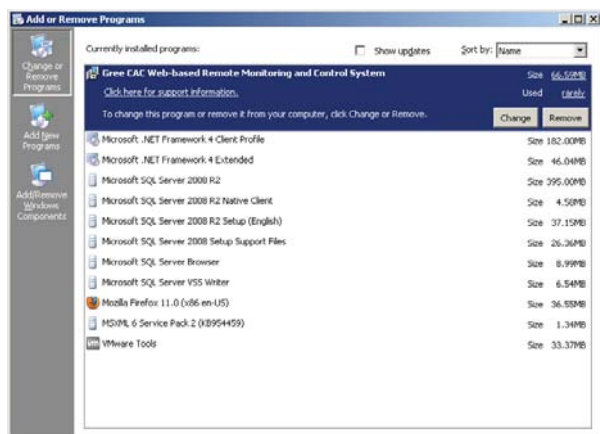 Add or Remove Programs
Change or
Remove
Programs
Add New
Programs
Add/Remove
Windows
Components
Currently installed programs:
Show updates
Sort by: Name
Gree CAC Web-based Remote Monitoring and Control System
Size 66.59MB
Click here for support information.
Used rarely
To change this program or remove it from your computer, click Change or Remove.
Change Remove
Microsoft .NET Framework 4 Client Profile Size 182.00MB
Microsoft .NET Framework 4 Extended Size 46.04MB
Microsoft SQL Server 2008 R2 Size 395.00MB
Microsoft SQL Server 2008 R2 Native Client Size 4.58MB
Microsoft SQL Server 2008 R2 Setup (English) Size 37.15MB
Microsoft SQL Server 2008 Setup Support Files Size 26.36MB
Microsoft SQL Server Browser Size 8.99MB
Microsoft SQL Server VSS Writer Size 6.54MB
Mozilla Firefox 11.0 (x86 en-US) Size 36.55MB
MSXML 6 Service Pack 2 (KB954459) Size 1.34MB
VMware Tools Size 33.37MB